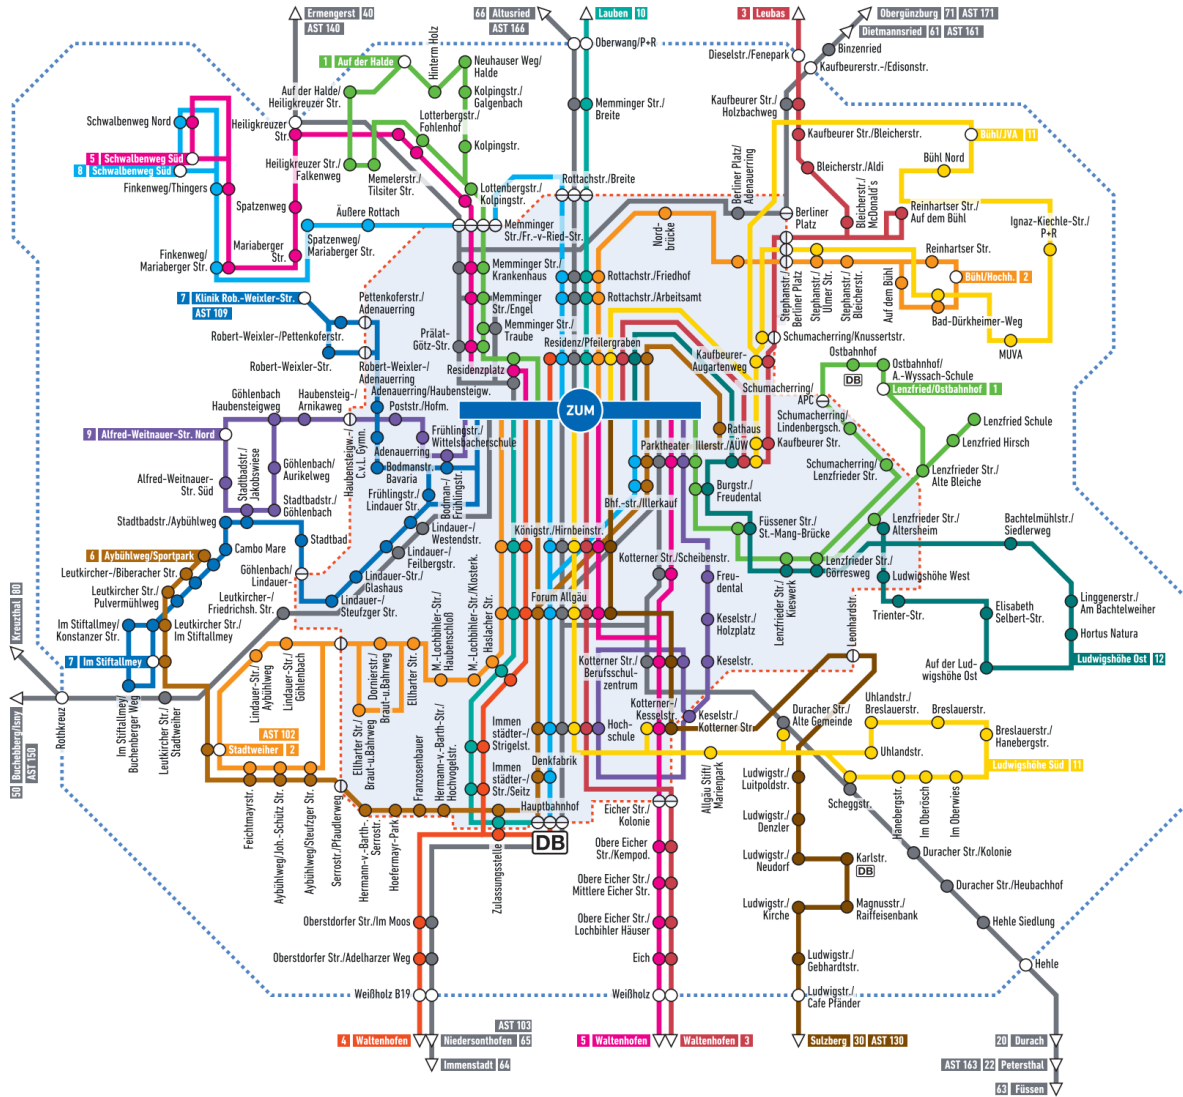 Ermengerst 40
AST 140
66 Altusried
AST 166
Lauben 10
3 Leubas
Obergünzburg 71 AST 171
Dietmannsried 61 AST 161
Oberwang/P+R
Binzenried
Dieselstr./Fenepark
Kaufbeurerstr.-/Edisonstr.
1 Auf der Halde
Hinterm Holz
Neuhauser Weg/
Halde
Auf der Halde/
Heiligkreuzer Str.
Kolpingstr./
Galgenbach
Memminger Str./
Breite
Kaufbeurer Str./
Holzbachweg
Schwalbenweg Nord
Heiligkreuzer
Str.
Lotterbergstr./
Fohlenhof
Kolpingstr.
Kaufbeurer Str./Bleicherstr.
Bühl/JVA 11
5 Schwalbenweg Süd
8 Schwalbenweg Süd
Heiligkreuzer Str./
Falkenweg
Memelerstr./
Tilsiter Str.
Rottachstr./Breite
Berliner Platz/
Adenauerring
Bleicherstr./Aldi
Bühl Nord
Finkenweg/Thingers
Lottenbergstr./
Kolpingstr.
Bleicherstr./
McDonald's
Spatzenweg
Äußere Rottach
Memminger
Str./Fr.-v-Ried-Str.
Nord-
brücke
Berliner
Platz
Reinhartser Str./
Auf dem Bühl
Ignaz-Kiechle-Str./
P+R
Mariaberger
Str.
Spatzenweg/
Mariaberger Str.
Reinhartser Str.
Finkenweg/
Mariaberger Str.
Memminger Str./
Krankenhaus
Rottachstr./Friedhof
Stephanstr./
Berliner Platz
Stephanstr./
Ulmer Str.
Stephanstr./
Bleicherstr.
Auf dem Bühl
Bühl/Hochh. 2
7 Klinik Rob.-Weixler-Str.
AST 109
Pettenkoferstr./
Adenauerring
Memminger
Str./Engel
Rottachstr./Arbeitsamt
Bad-Dürkheimer-Weg
Robert-Weixler-/Pettenkoferstr.
Prälat-
Götz-Str.
Memminger Str./
Traube
Residenz/Pfeilergraben
Schumacherring/Knussertstr.
MUVA
Robert-Weixler-Str.
Robert-Weixler-/
Adenauerring
Residenzplatz
Kaufbeurer-
Augartenweg
Ostbahnhof
DB
Ostbahnhof/
A.-Wyssach-Schule
Lenzfried/Ostbahnhof 1
Göhlenbach
Haubensteigweg
Haubensteig-/
Arnikaweg
Adenauerring/Haubensteigw.
Poststr./Hofm.
ZUM
Schumacherring/
APC
Schumacherring/
Lindenbergsch.
Lenzfried Schule
9 Alfred-Weitnauer-Str. Nord
Haubensteigw.-/
C.v.L. Gymn.
Frühlingstr./
Wittelsbacherschule
Rathaus
Lenzfried Hirsch
Adenauerring
Parktheater
Illerstr./AÜW
Kaufbeurer Str.
Alfred-Weitnauer-
Str. Süd
Stadtbadstr./
Jakobswiese
Göhlenbach/
Aurikelweg
Bodmanstr.
Bavaria
Schumacherring/
Lenzfrieder Str.
Lenzfrieder Str./
Alte Bleiche
Stadtbadstr./
Göhlenbach
Frühlingstr./
Lindauer Str.
Bodman-/
Frühlingstr.
Burgstr./
Freudental
Bhf.-str./Illerkauf
Stadtbadstr./Aybühlweg
Stadtbad
Lindauer-/
Westendstr.
Königstr./Hirnbeinstr.
Füssener Str./
St.-Mang-Brücke
Lenzfrieder Str./
Altersheim
Bachtelmühlstr./
Siedlerweg
Cambo Mare
6 Aybühlweg/Sportpark
Lindauer-/
Feilbergstr.
Kotterner Str./Scheibenstr.
Leutkircher-/Biberacher Str.
Göhlenbach/
Lindauer-
Lindauer-Str./
Glashaus
Freu-
dental
Lenzfrieder Str./
Görresweg
Ludwigshöhe West
Leutkircher Str./
Pulvermühlweg
Leutkircher-/
Friedrichsh. Str.
Lindauer-/
Steufzger Str.
M.-Lochbihler-Str./
Haubenschloß
M.-Lochbihler-Str./Klosterk.
Haslacher Str.
Forum Allgäu
Lenzfrieder Str./
Kieswerk
Trienter-Str.
Elisabeth
Selbert-Str.
Linggenerstr./
Am Bachtelweiher
Kreuzthal 80
Im Stiftallmey/
Konstanzer Str.
Leutkircher Str./
Im Stiftallmey
Keselstr./
Holzplatz
Leonhardstr.
Hortus Natura
7 Im Stiftallmey
Kotterner Str./
Berufsschul-
zentrum
Keselstr.
Auf der Lud-
wigshöhe Ost
Ludwigshöhe Ost 12
Lindauer-Str./
Aybühlweg
Lindauer-Str./
Göhlenbach
Dornierstr./
Braut-u.Bahrweg
Ellharter Str.
50 Buchenberg/Isny
AST 150
Rothkreuz
Im Stiftallmey/
Buchenberger Weg
Leutkircher Str./
Stadtweiher
AST 102
Stadtweiher 2
Ellharter Str./
Braut-u.Bahrweg
Immen
städter-/
Strigelst.
Hoch-
schule
Kotterner-/
Keselstr.
Keselstr./
Kotterner Str.
Duracher Str./
Alte Gemeinde
Uhlandstr./
Breslauerstr.
Breslauerstr.
Breslauerstr./
Hanebergstr.
Uhlandstr.
Ludwigshöhe Süd 11
Franzosenbauer
Hermann-v.-Barth-Str./
Hochvogelstr.
Immen
städter-/
Str./Seitz
Denkfabrik
Allgäu Stift/
Marienpark
Ludwigstr./
Luitpoldstr.
Scheggstr.
Hanebergstr.
Im Oberösch
Im Oberwies
Feichtmayrstr.
Aybühlweg/Joh.-Schütz Str.
Aybühlweg/Steufzger Str.
Serrostr./Pfaudlerweg
Hermann-v.-Barth-
Serrostr.
Hoefermayr-Park
Hauptbahnhof
Eicher Str./
Kolonie
Ludwigstr./
Denzler
DB
Zulassungsstelle
Obere Eicher
Str./Kempod.
Ludwigstr./
Neudorf
Karlstr.
DB
Duracher Str./Kolonie
Obere Eicher Str./
Mittlere Eicher Str.
Duracher Str./Heubachhof
Oberstdorfer Str./Im Moos
Obere Eicher Str./
Lochbihler Häuser
Ludwigstr./
Kirche
Magnusstr./
Raiffeisenbank
Hehle Siedlung
Oberstdorfer Str./Adelharzer Weg
Eich
Ludwigstr./
Gebhardtstr.
Hehle
Weißholz B19
Weißholz
Ludwigstr./
Cafe Pfänder
4 Waltenhofen
AST 103
Niedersonthofen 65
Immenstadt 64
5 Waltenhofen
Waltenhofen 3
Sulzberg 30 AST 130
20 Durach
AST 163 22 Petersthal
63 Füssen